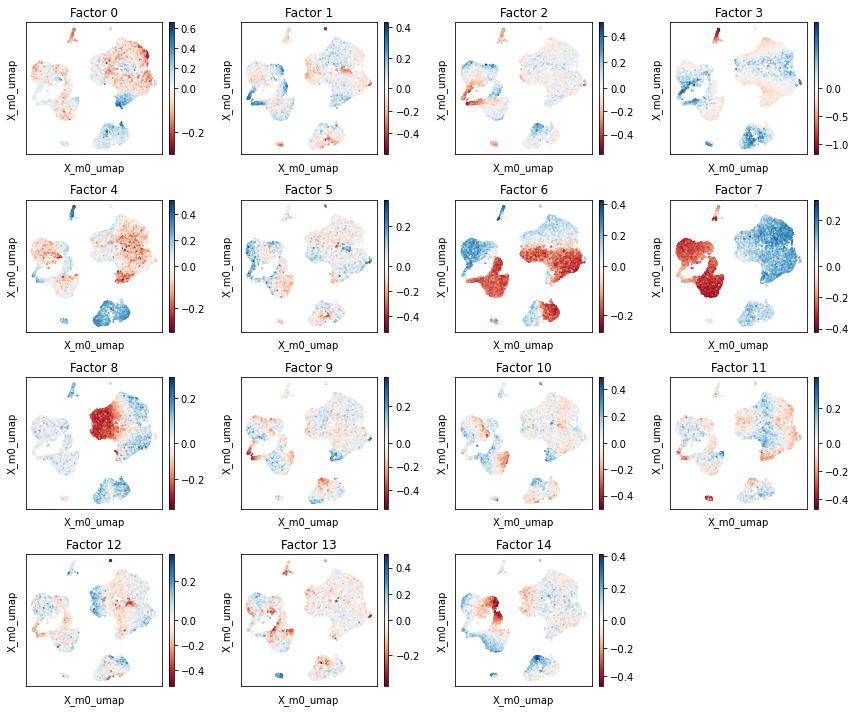 Factor 0
X_m0_umap
X_m0_umap
0.6
0.4
0.2
0.0
−0.2
Factor 1
X_m0_umap
X_m0_umap
0.4
0.2
0.0
−0.2
−0.4
Factor 2
X_m0_umap
X_m0_umap
0.4
0.2
0.0
−0.2
−0.4
Factor 3
X_m0_umap
X_m0_umap
0.0
−0.5
−1.0
Factor 4
X_m0_umap
X_m0_umap
0.4
0.2
0.0
−0.2
Factor 5
X_m0_umap
X_m0_umap
0.2
0.0
−0.2
−0.4
Factor 6
X_m0_umap
X_m0_umap
0.4
0.2
0.0
−0.2
Factor 7
X_m0_umap
X_m0_umap
0.2
0.0
−0.2
−0.4
Factor 8
X_m0_umap
X_m0_umap
0.2
0.0
−0.2
Factor 9
X_m0_umap
X_m0_umap
0.2
0.0
−0.2
−0.4
Factor 10
X_m0_umap
X_m0_umap
0.4
0.2
0.0
−0.2
−0.4
Factor 11
X_m0_umap
X_m0_umap
0.2
0.0
−0.2
−0.4
Factor 12
X_m0_umap
X_m0_umap
0.2
0.0
−0.2
−0.4
Factor 13
X_m0_umap
X_m0_umap
0.4
0.2
0.0
−0.2
Factor 14
X_m0_umap
X_m0_umap
0.4
0.2
0.0
−0.2
−0.4